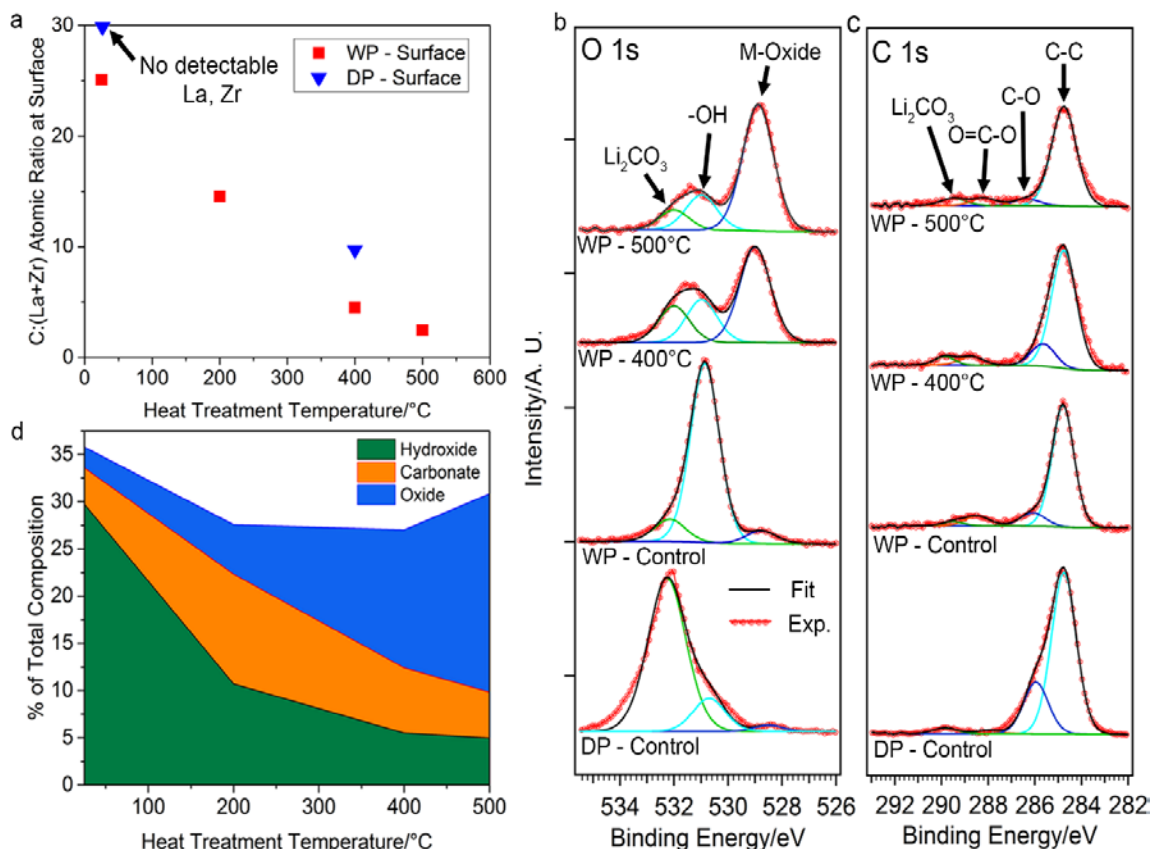 a
C:(La+Zr) Atomic Ratio at Surface
30
20
10
0
0 100 200 300 400 500 600
Heat Treatment Temperature/°C
WP - Surface
DP - Surface
No detectable
La, Zr
b
O 1s
M-Oxide
-OH
Li₂CO₃
WP - 500°C
WP - 400°C
WP - Control
Fit
Exp.
DP - Control
Intensity/A. U.
534 532 530 528 526
Binding Energy/eV
c
C 1s
C-C
C-O
Li₂CO₃
O=C-O
WP - 500°C
WP - 400°C
WP - Control
DP - Control
292 290 288 286 284 282
Binding Energy/eV
d
% of Total Composition
35
30
25
20
15
10
5
0
100 200 300 400 500
Heat Treatment Temperature/°C
Hydroxide
Carbonate
Oxide